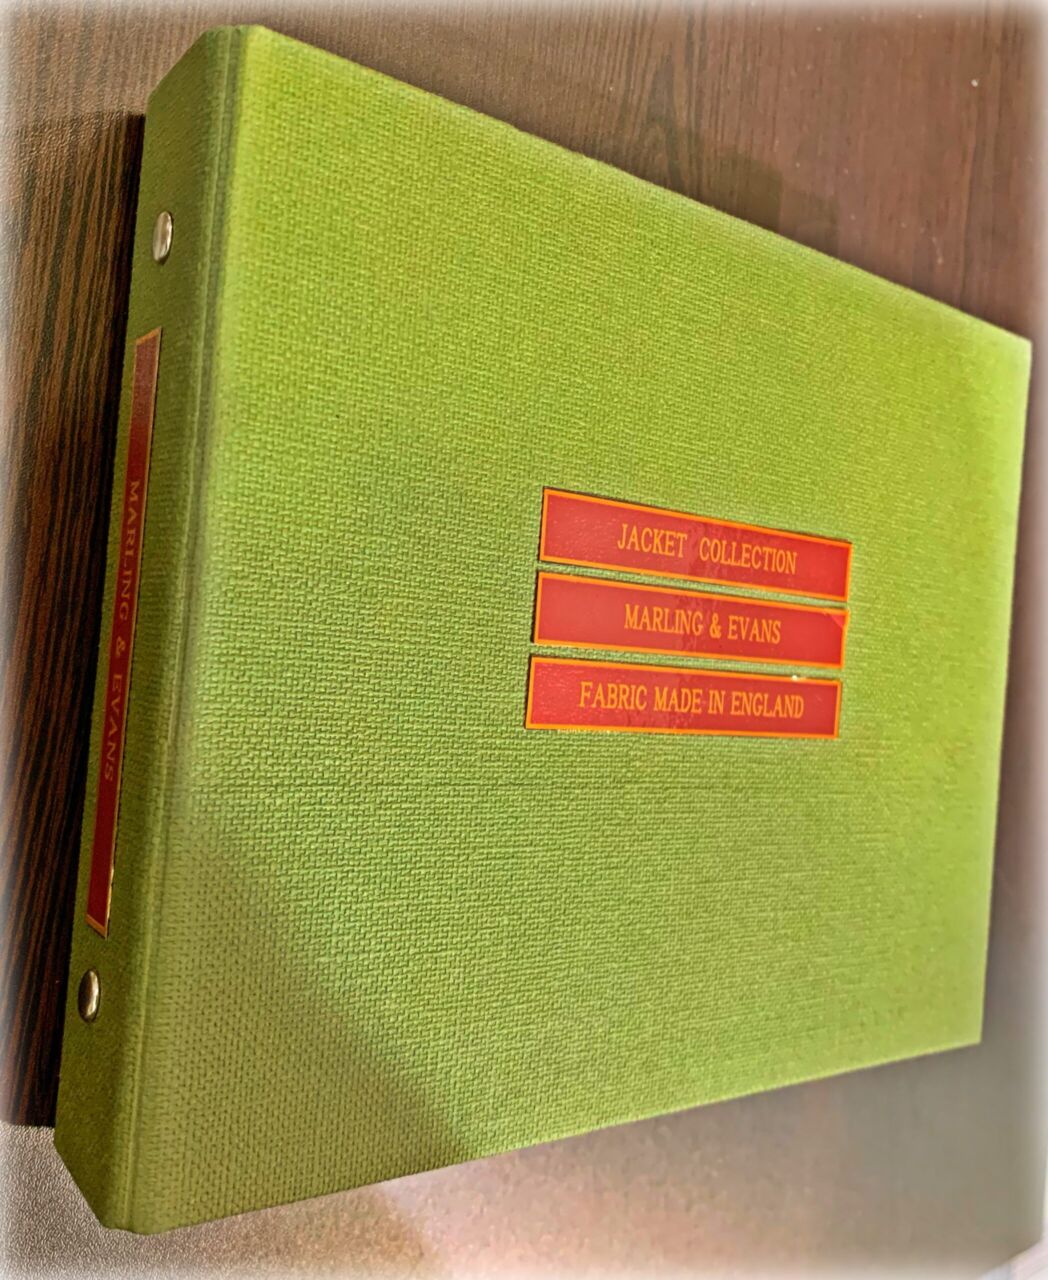 JACKET COLLECTION
MARLING & EVANS
FABRIC MADE IN ENGLAND
MARLING & EVANS